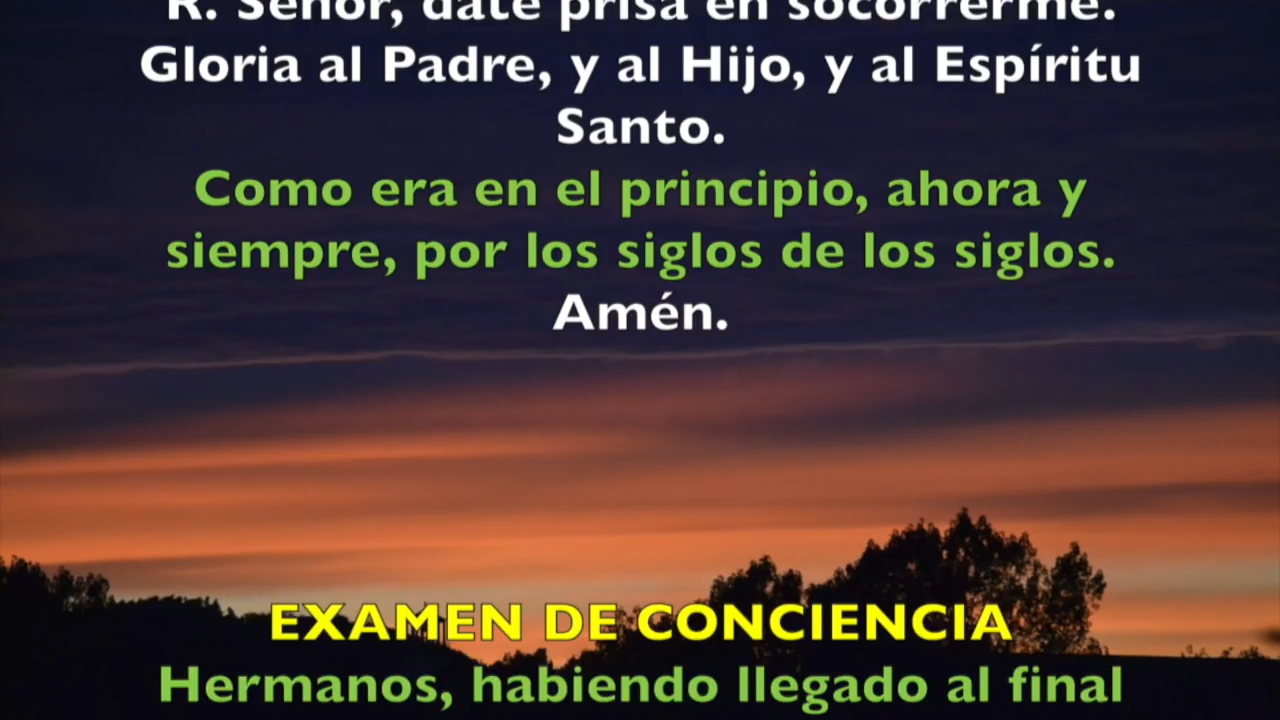 R. Señor, date prisa en socorrerme.
Gloria al Padre, y al Hijo, y al Espíritu
Santo.
Como era en el principio, ahora y
siempre, por los siglos de los siglos.
Amén.
EXAMEN DE CONCIENCIA
Hermanos, habiendo llegado al final